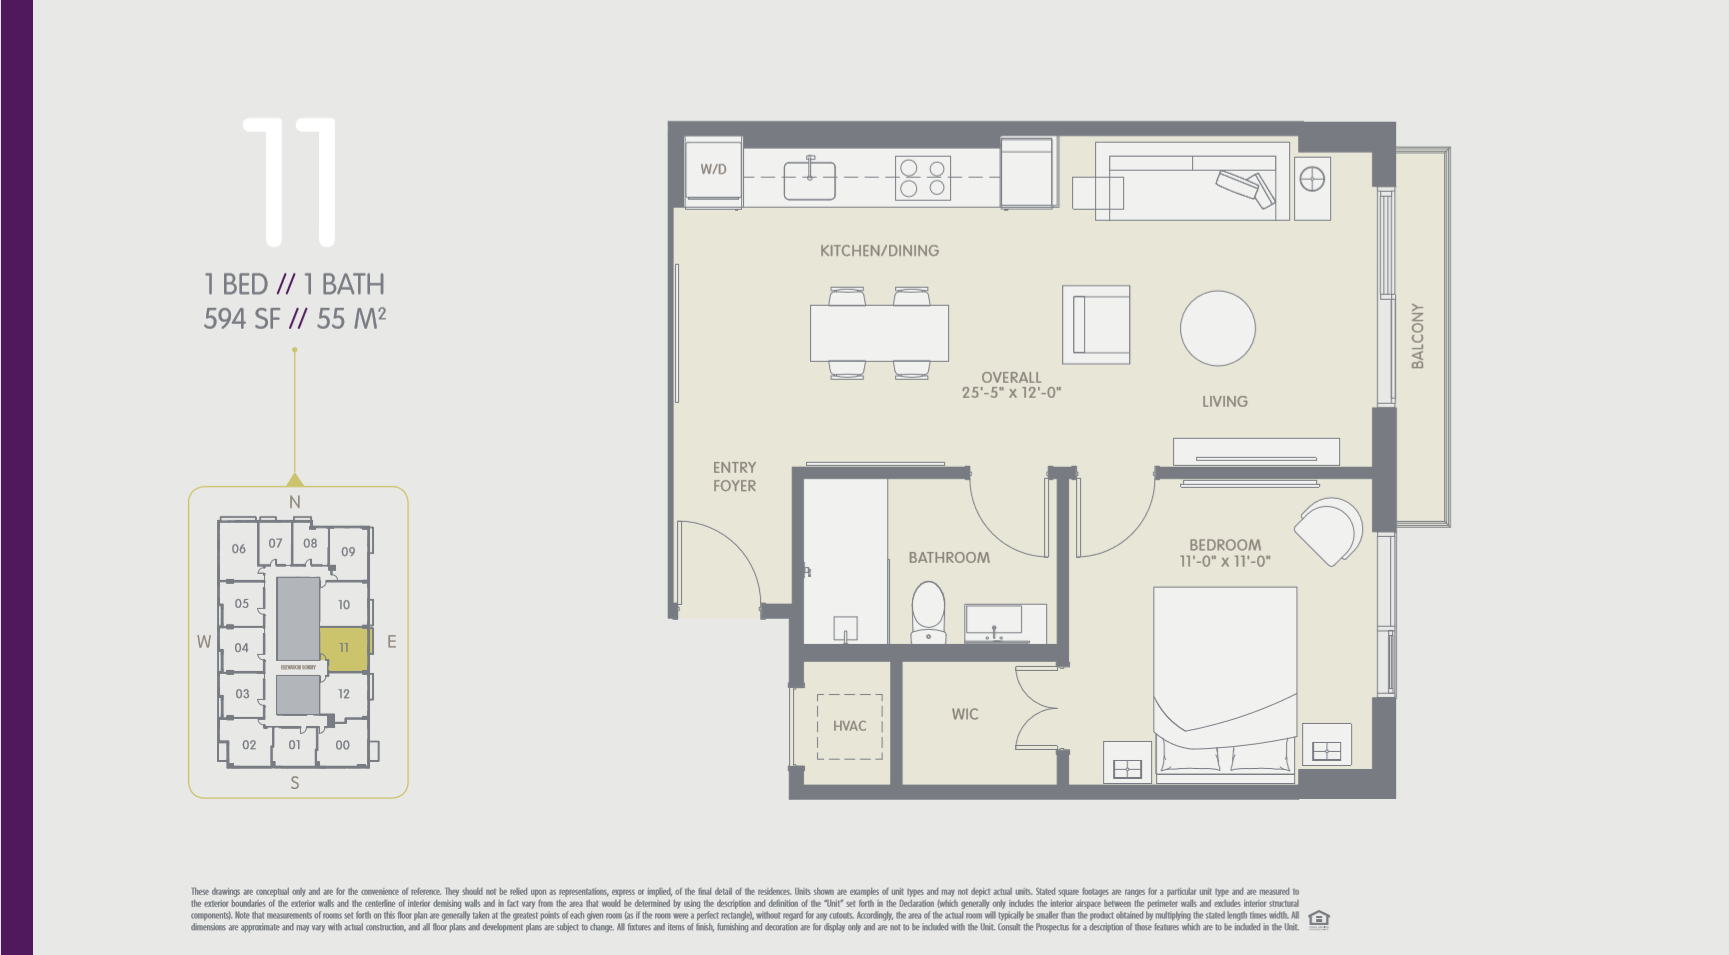 11
1 BED // 1 BATH
594 SF // 55 M²
N
06
07
08
09
05
10
W
04
11
E
ELEVATOR LOBBY
03
12
02
01
00
S
W/D
KITCHEN/DINING
OVERALL
25'-5" x 12'-0"
LIVING
BALCONY
ENTRY
FOYER
BATHROOM
BEDROOM
11'-0" x 11'-0"
HVAC
WIC
These drawings are conceptual only and are for the convenience of reference. They should not be relied upon as representations, express or implied, of the final detail of the residences. Units shown are examples of unit types and may not depict actual units. Stated square footages are ranges for a particular unit type and are measured to
the exterior boundaries of the exterior walls and the centerline of interior demising walls and in fact vary from the area that would be determined by using the description and definition of the "Unit" set forth in the Declaration (which generally only includes the interior airspace between the perimeter walls and excludes interior structural
components). Note that measurements of rooms set forth on this floor plan are generally taken at the greatest points of each given room (as if the room were a perfect rectangle), without regard for any cutouts. Accordingly, the area of the actual room will typically be smaller than the product obtained by multiplying the stated length times width. All
dimensions are approximate and may vary with actual construction, and all floor plans and development plans are subject to change. All fixtures and items of finish, furnishing and decoration are for display only and are not to be included with the Unit. Consult the Prospectus for a description of those features which are to be included in the Unit.